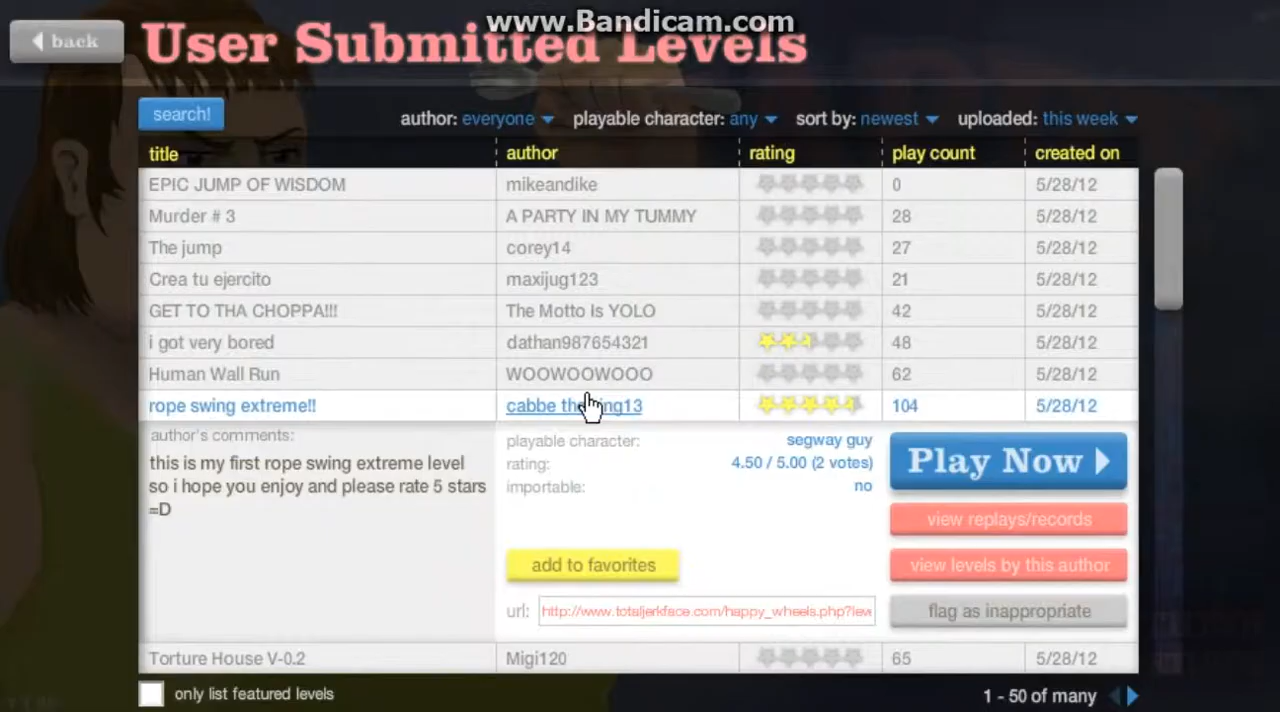 www.Bandicam.com
back
User Submitted Levels
search!
author: everyone playable character: any sort by: newest uploaded: this week
title author rating play count created on
EPIC JUMP OF WISDOM mikeandike 0 5/28/12
Murder # 3 A PARTY IN MY TUMMY 28 5/28/12
The jump corey14 27 5/28/12
Crea tu ejercito maxijug123 21 5/28/12
GET TO THA CHOPPA!!! The Motto Is YOLO 42 5/28/12
i got very bored dathan987654321 48 5/28/12
Human Wall Run WOOWOOWOOO 62 5/28/12
rope swing extreme!! cabbe 104 5/28/12
author's comments:
this is my first rope swing extreme level
so i hope you enjoy and please rate 5 stars
=D
playable character: segway guy
rating: 4.50 / 5.00 (2 votes)
importable: no
Play Now
view replays/records
add to favorites
view levels by this author
url: http://www.totaljerkface.com/happy_wheels.php?leve
flag as inappropriate
Torture House V-0.2 Migi120 65 5/28/12
only list featured levels
1 - 50 of many